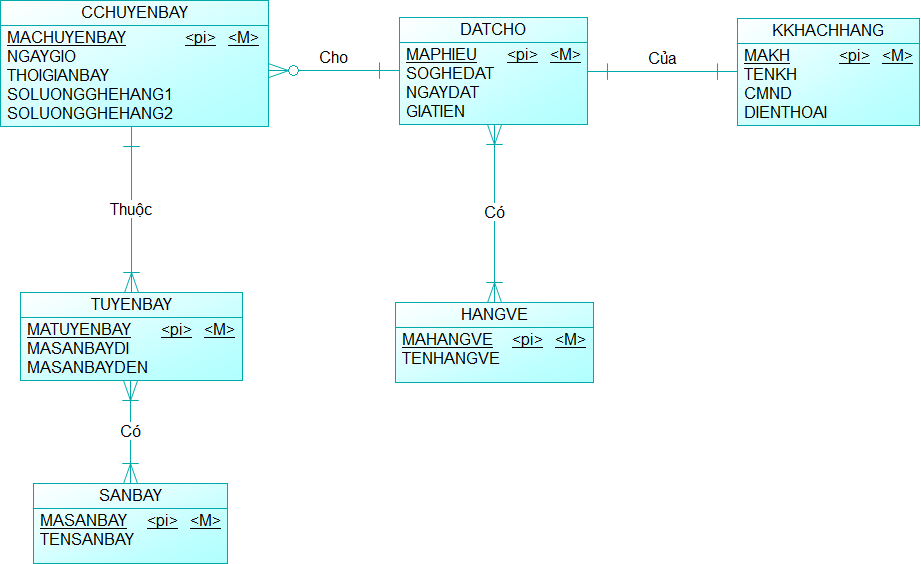 CCHUYENBAY
MACHUYENBAY <pi> <M>
NGAYGIO
THOIGIANBAY
SOLUONGGHEHANG1
SOLUONGGHEHANG2
Cho
DATCHO
MAPHIEU <pi> <M>
SOGHEDAT
NGAYDAT
GIATIEN
Của
KKHACHHANG
MAKH <pi> <M>
TENKH
CMND
DIENTHOAI
Thuộc
Có
TUYENBAY
MATUYENBAY <pi> <M>
MASANBAYDI
MASANBAYDEN
HANGVE
MAHANGVE <pi> <M>
TENHANGVE
Có
SANBAY
MASANBAY <pi> <M>
TENSANBAY